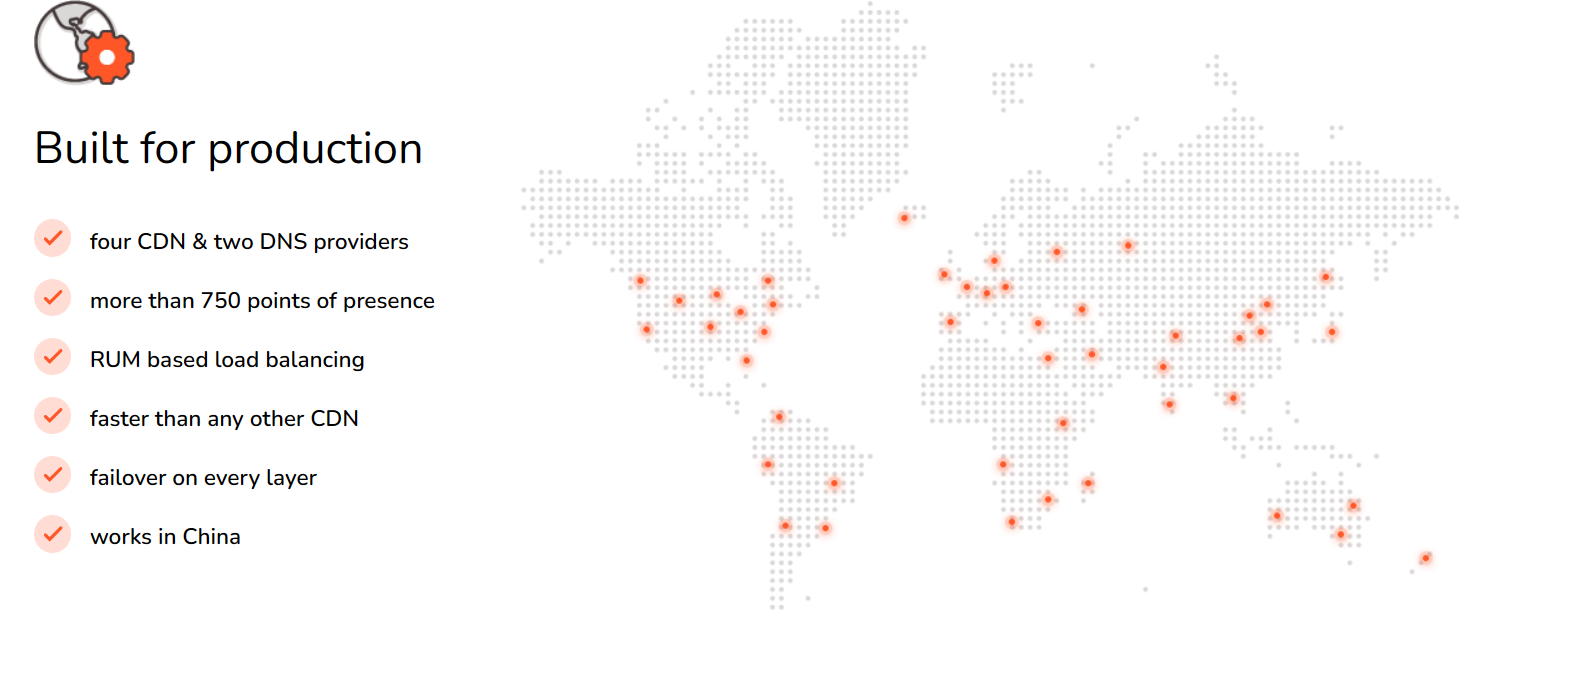 Built for production
four CDN & two DNS providers
more than 750 points of presence
RUM based load balancing
faster than any other CDN
failover on every layer
works in China